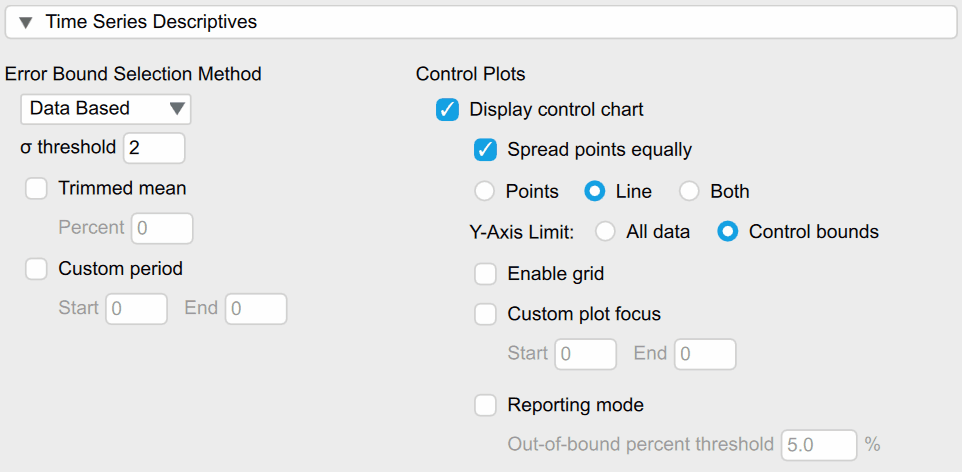 Time Series Descriptives
Error Bound Selection Method
Data Based
σ threshold 2
Trimmed mean
Percent 0
Custom period
Start 0 End 0
Control Plots
Display control chart
Spread points equally
Points Line Both
Y-Axis Limit: All data Control bounds
Enable grid
Custom plot focus
Start 0 End 0
Reporting mode
Out-of-bound percent threshold 5.0 %